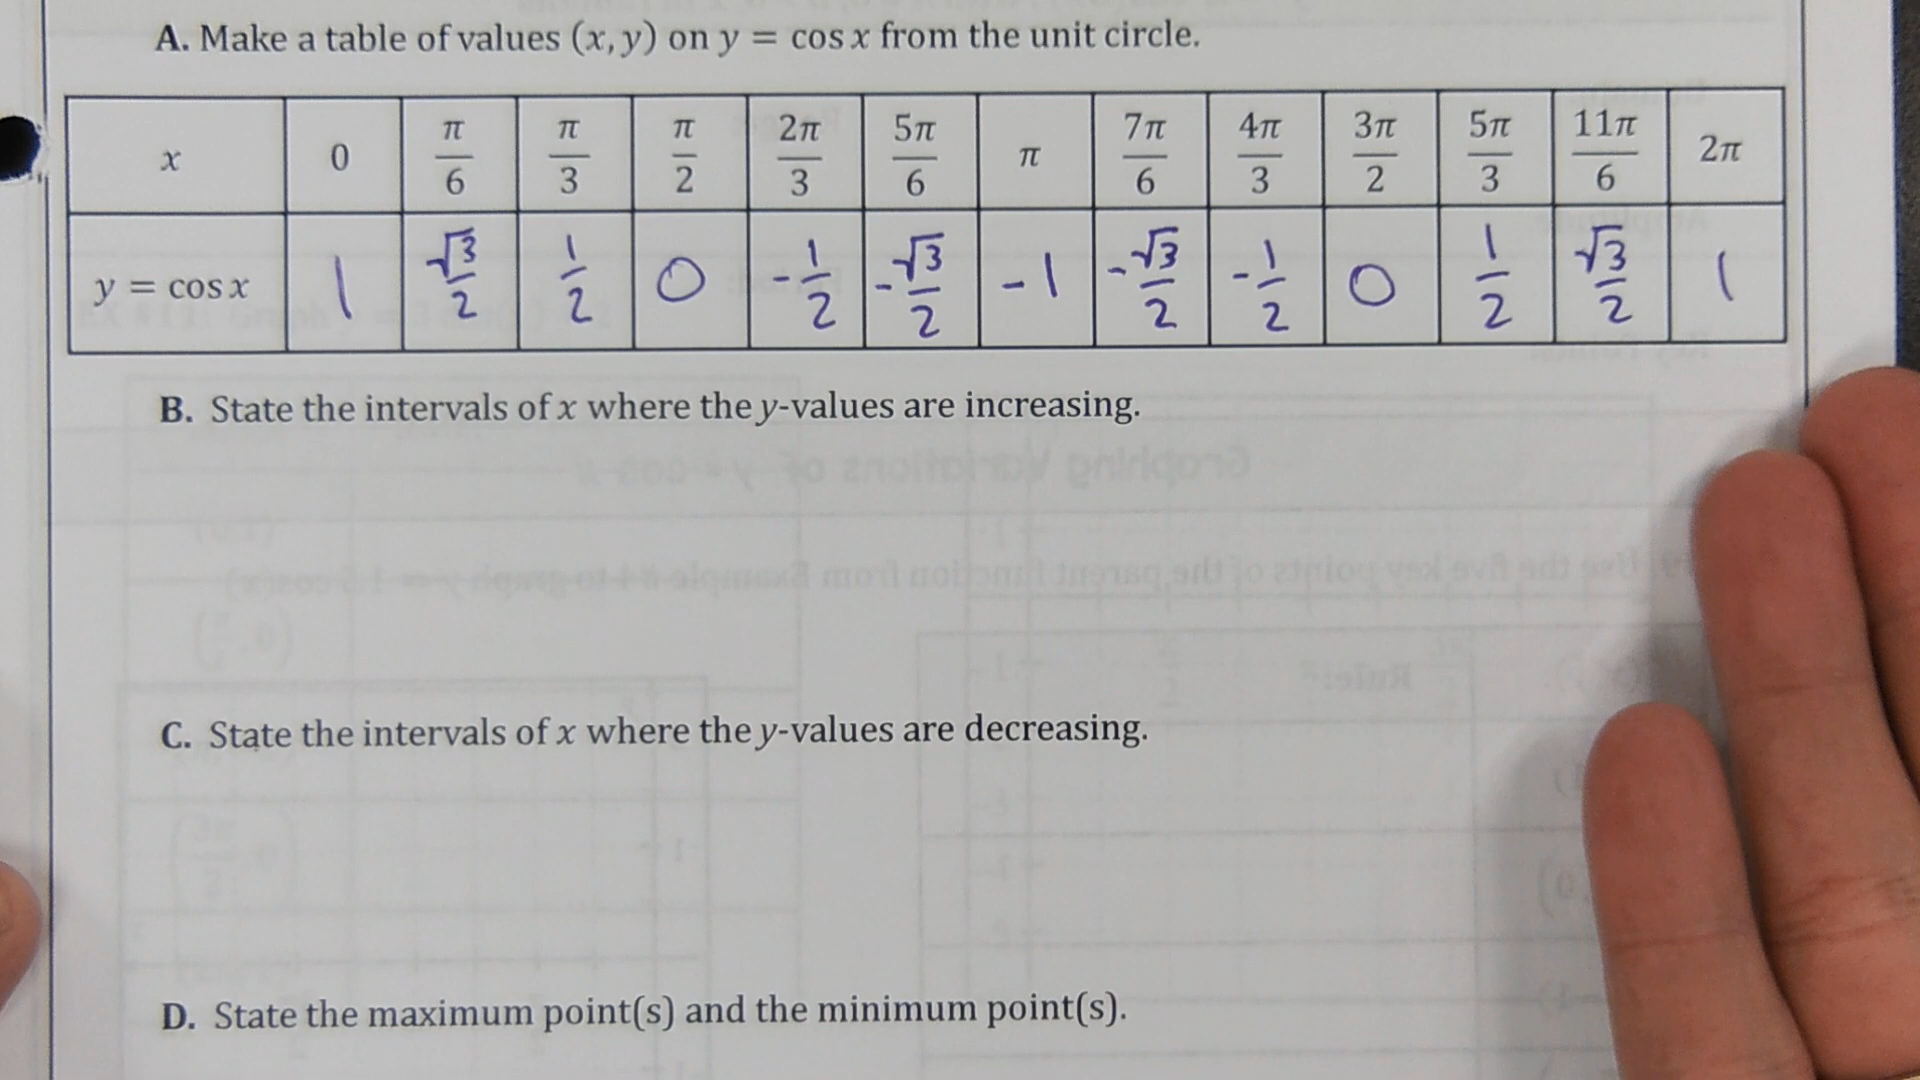 A. Make a table of values (x, y) on y = cos x from the unit circle.
x 0 π/6 π/3 π/2 2π/3 5π/6 π 7π/6 4π/3 3π/2 5π/3 11π/6 2π
y = cos x 1 √3/2 1/2 0 -1/2 -√3/2 -1 -√3/2 -1/2 0 1/2 √3/2 1
B. State the intervals of x where the y-values are increasing.
C. State the intervals of x where the y-values are decreasing.
D. State the maximum point(s) and the minimum point(s).